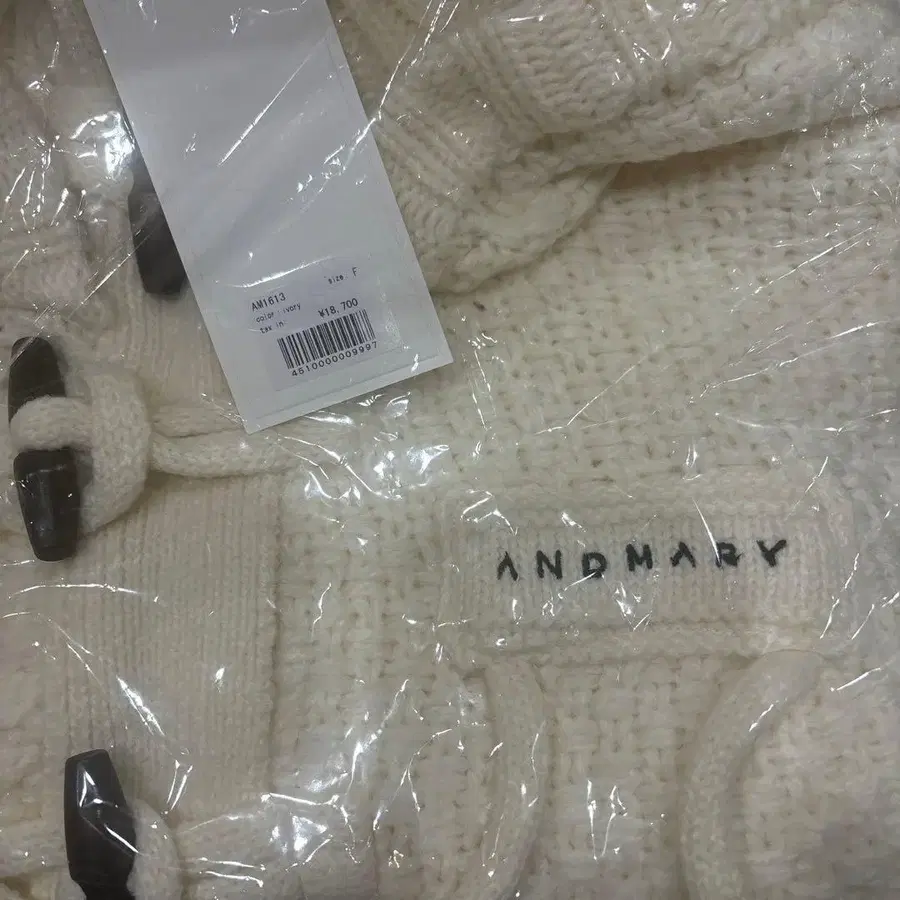 AM1613
size. F
color : ivory
tax in.
¥18,700
4510000009997
ANDMARY